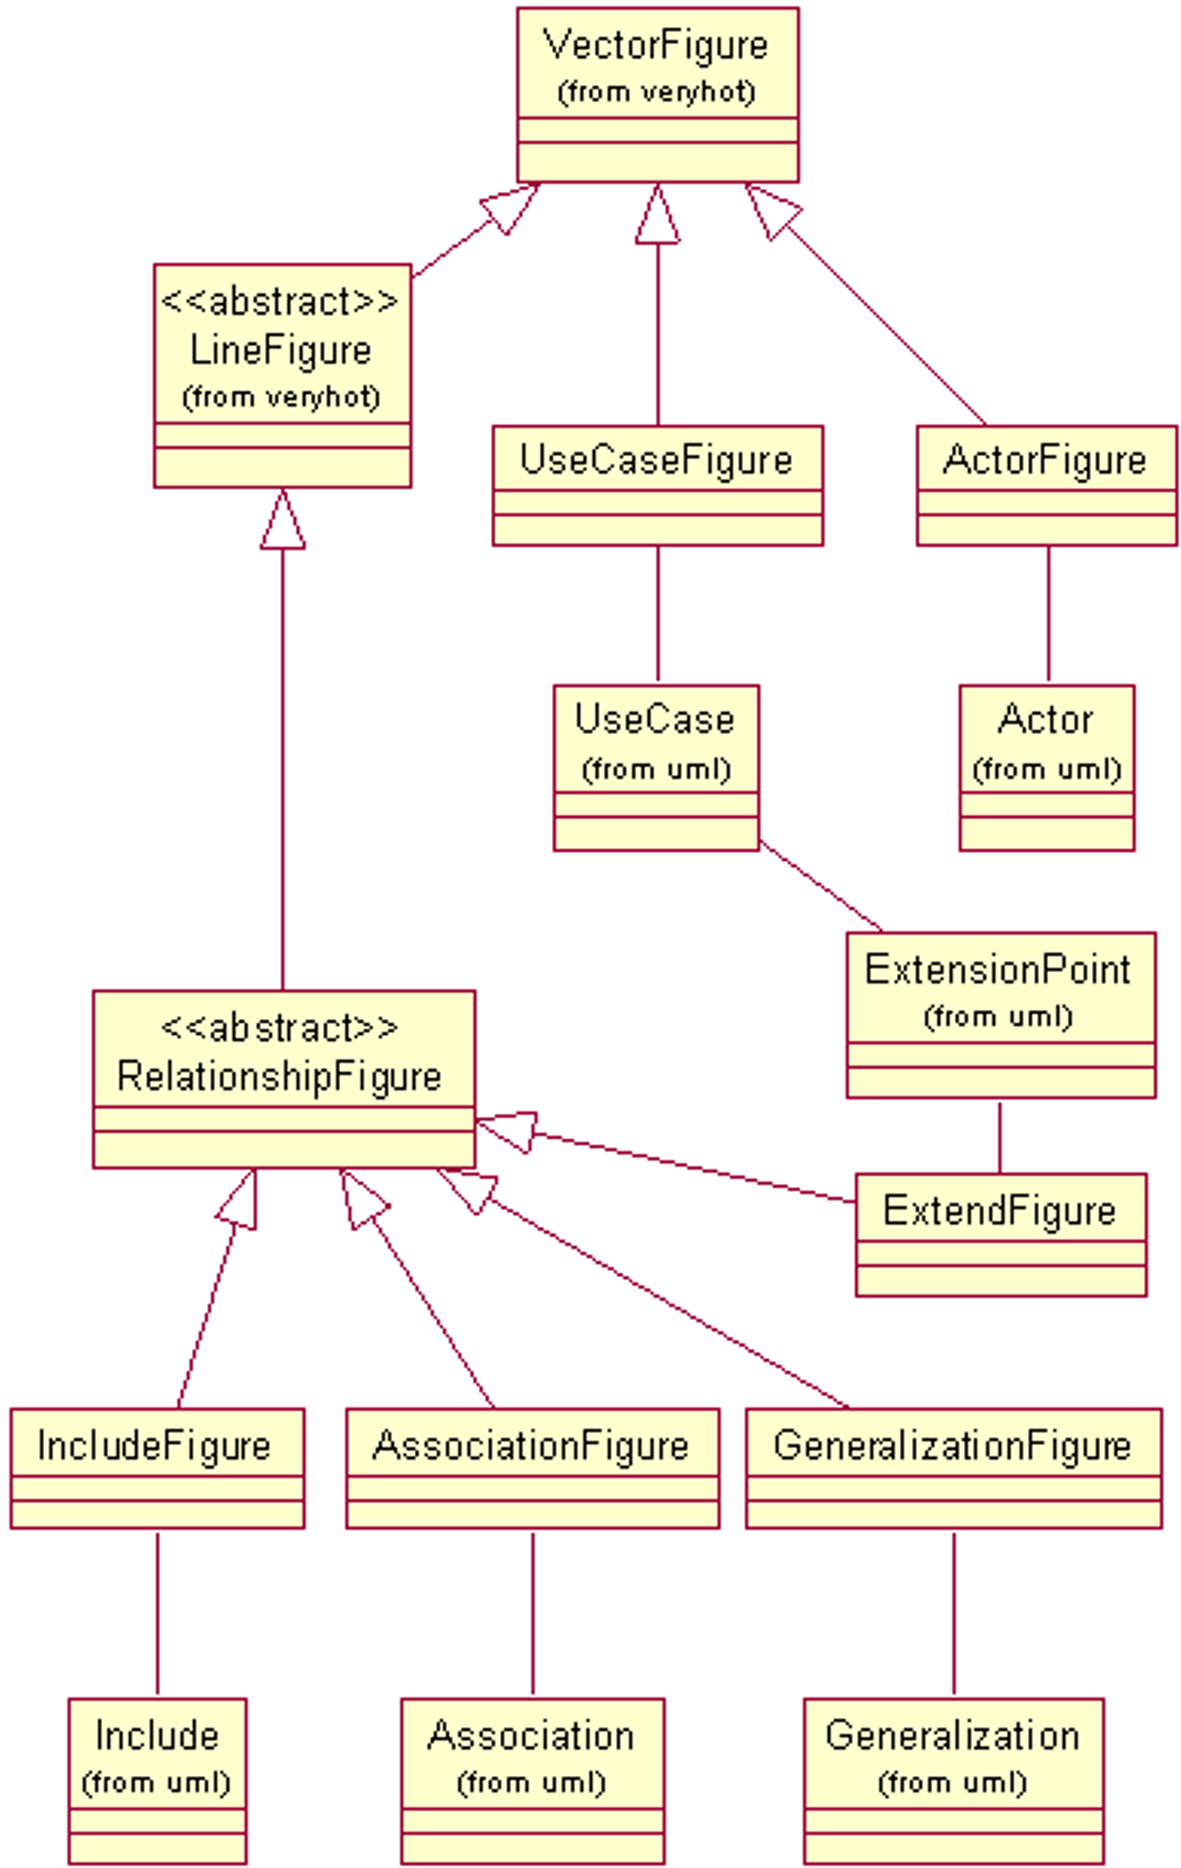 VectorFigure
(from veryhot)
<<abstract>>
LineFigure
(from veryhot)
UseCaseFigure
ActorFigure
UseCase
(from uml)
Actor
(from uml)
ExtensionPoint
(from uml)
<<abstract>>
RelationshipFigure
ExtendFigure
IncludeFigure
AssociationFigure
GeneralizationFigure
Include
(from uml)
Association
(from uml)
Generalization
(from uml)